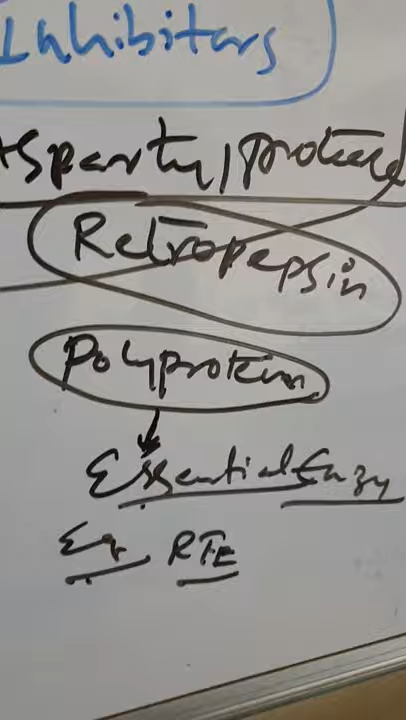 Inhibitors
Aspartyl protease
Retropepsin
Polyprotein
Essential Enzy
Eg. RTE